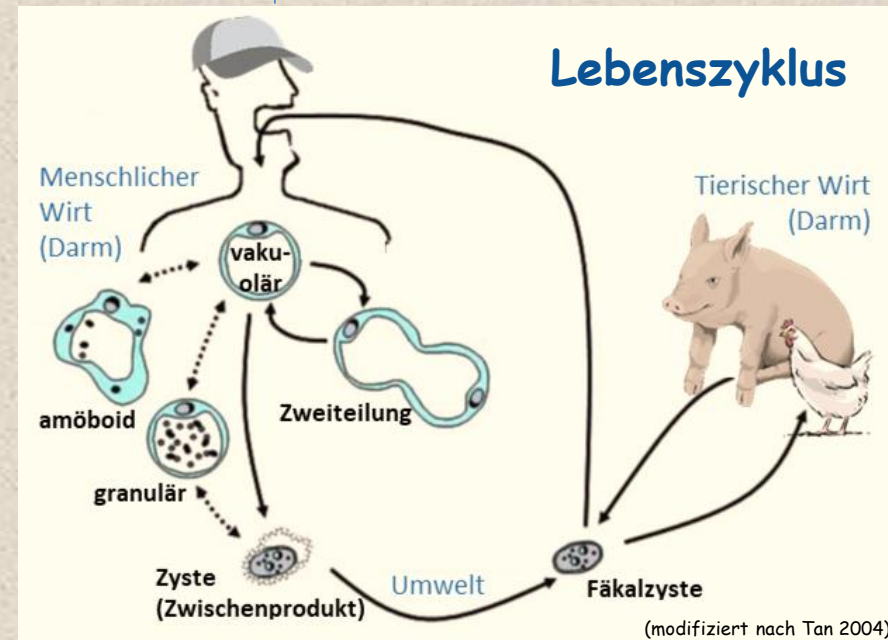 Lebenszyklus
Menschlicher
Wirt
(Darm)
Tierischer Wirt
(Darm)
vaku-
olär
amöboid
Zweiteilung
granulär
Zyste
(Zwischenprodukt)
Umwelt
Fäkalzyste
(modifiziert nach Tan 2004)